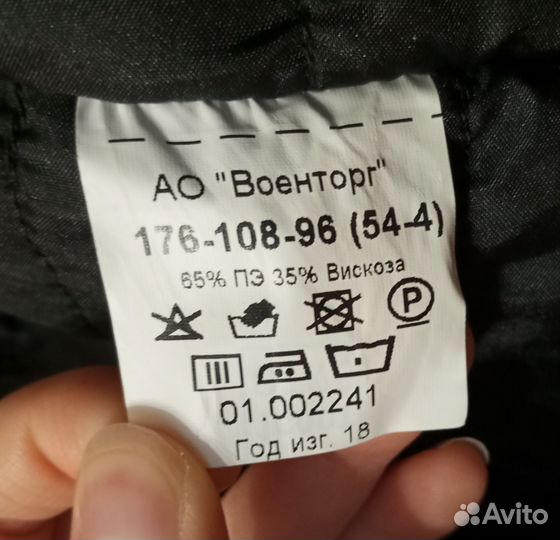 АО "Военторг"
176-108-96 (54-4)
65% ПЭ 35% Вискоза
P
01.002241
Год изг. 18
Avito